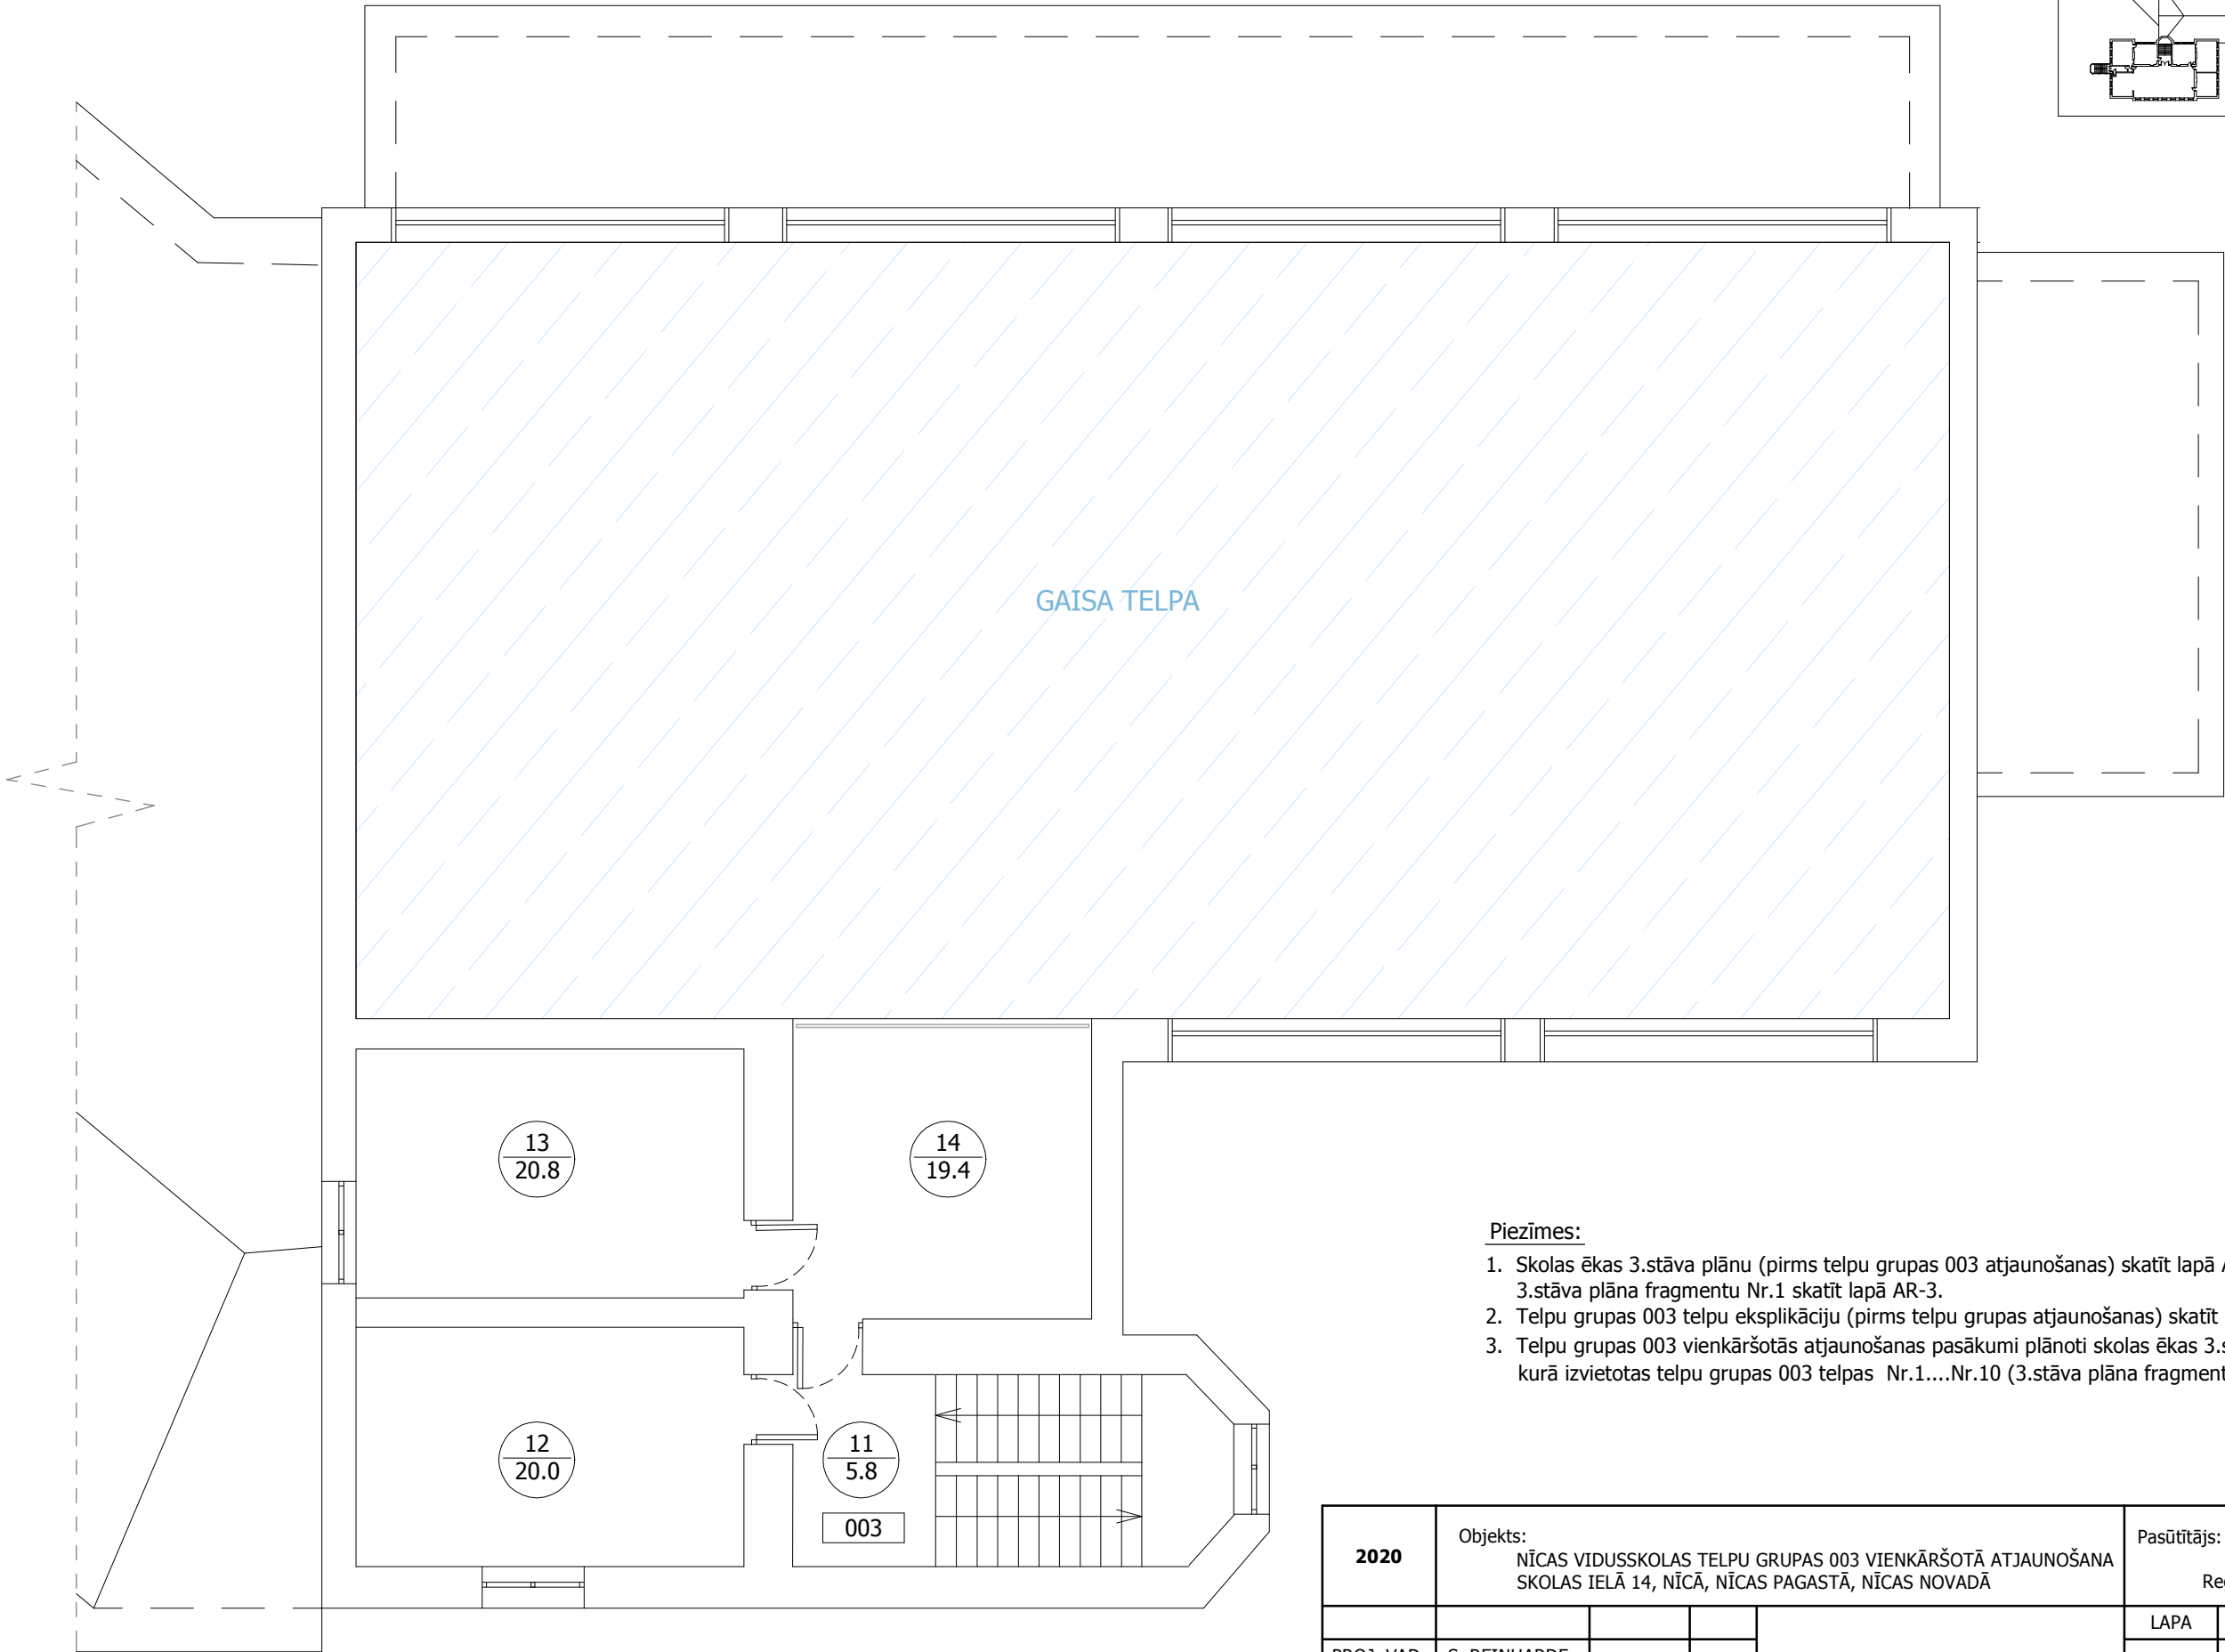 GAISA TELPA
13
20.8
14
19.4
12
20.0
11
5.8
003
Piezīmes:
1. Skolas ēkas 3.stāva plānu (pirms telpu grupas 003 atjaunošanas) skatīt lapā
3.stāva plāna fragmentu Nr.1 skatīt lapā AR-3.
2. Telpu grupas 003 telpu eksplikāciju (pirms telpu grupas atjaunošanas) skatīt
3. Telpu grupas 003 vienkāršotās atjaunošanas pasākumi plānoti skolas ēkas 3.
kurā izvietotas telpu grupas 003 telpas Nr.1....Nr.10 (3.stāva plāna fragment
2020
Objekts:
NĪCAS VIDUSSKOLAS TELPU GRUPAS 003 VIENKĀRŠOTĀ ATJAUNOŠANA
SKOLAS IELĀ 14, NĪCĀ, NĪCAS PAGASTĀ, NĪCAS NOVADĀ
Pasūtītājs:
LAPA
PROJ. VAD. S. REINHARDE